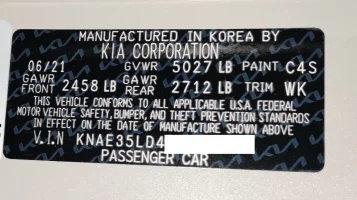 MANUFACTURED IN KOREA BY
KIA CORPORATION
06/21 GVWR 5027 LB PAINT C4S
GAWR FRONT 2458 LB GAWR REAR 2712 LB TRIM WK
THIS VEHICLE CONFORMS TO ALL APPLICABLE U.S.A. FEDERAL
MOTOR VEHICLE SAFETY, BUMPER, AND THEFT PREVENTION STANDARDS
IN EFFECT ON THE DATE OF MANUFACTURE SHOWN ABOVE
V.I.N KNAE35LD4
PASSENGER CAR